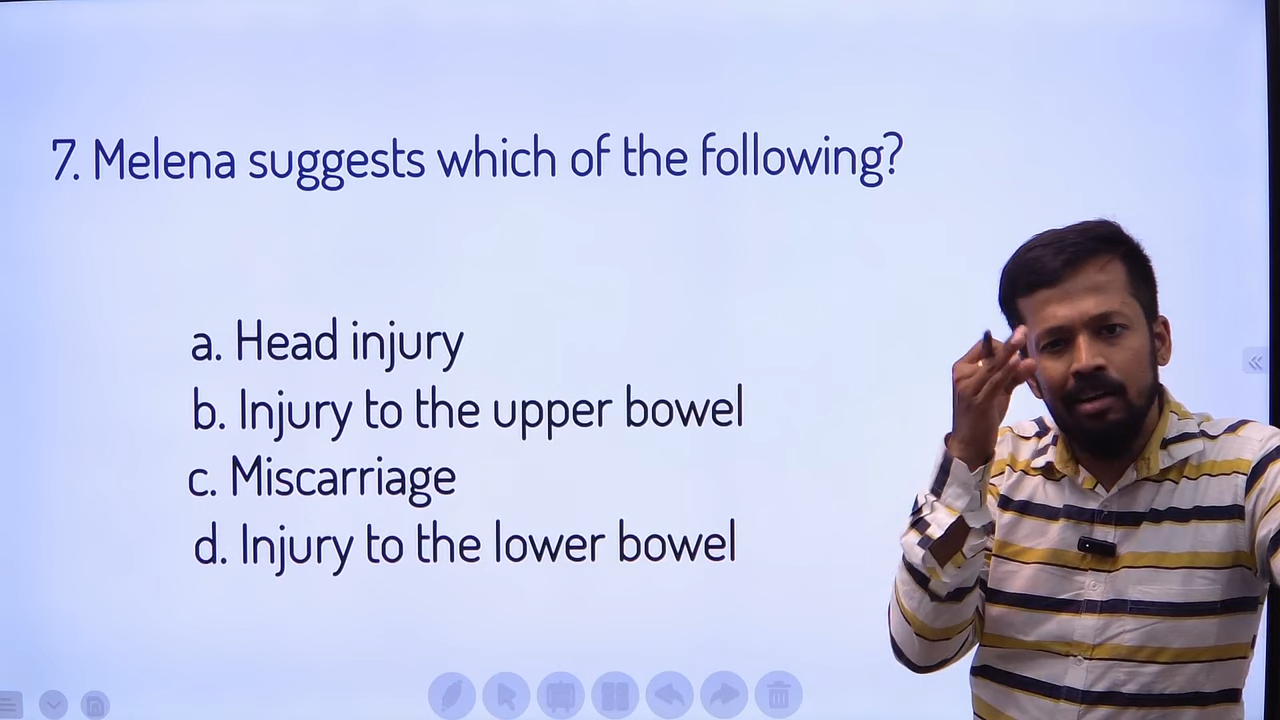 7. Melena suggests which of the following?
a. Head injury
b. Injury to the upper bowel
c. Miscarriage
d. Injury to the lower bowel